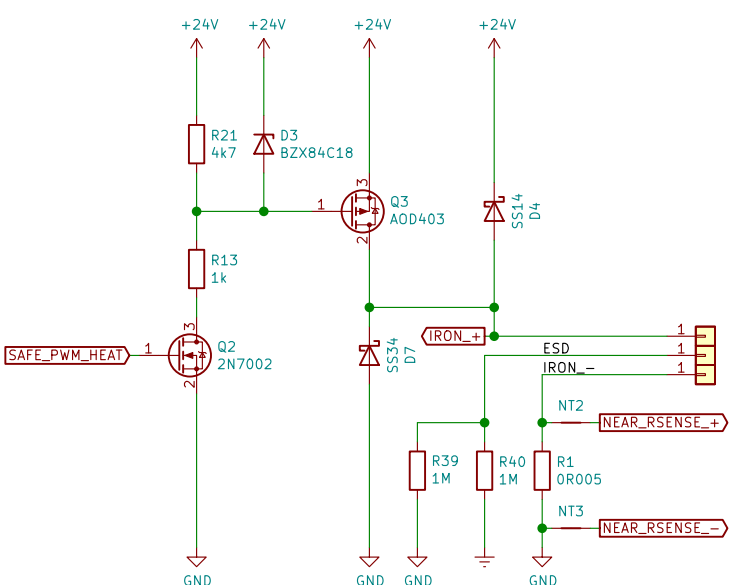 +24V
+24V
+24V
+24V
R21
4k7
D3
BZX84C18
3
1
Q3
AOD403
2
SS14
D4
R13
1k
SAFE_PWM_HEAT
1
3
Q2
2N7002
2
SS34
D7
IRON_+
1
ESD
1
IRON_-
1
NT2
NEAR_RSENSE_+
R39
1M
R40
1M
R1
0R005
NT3
NEAR_RSENSE_-
GND
GND
GND
GND